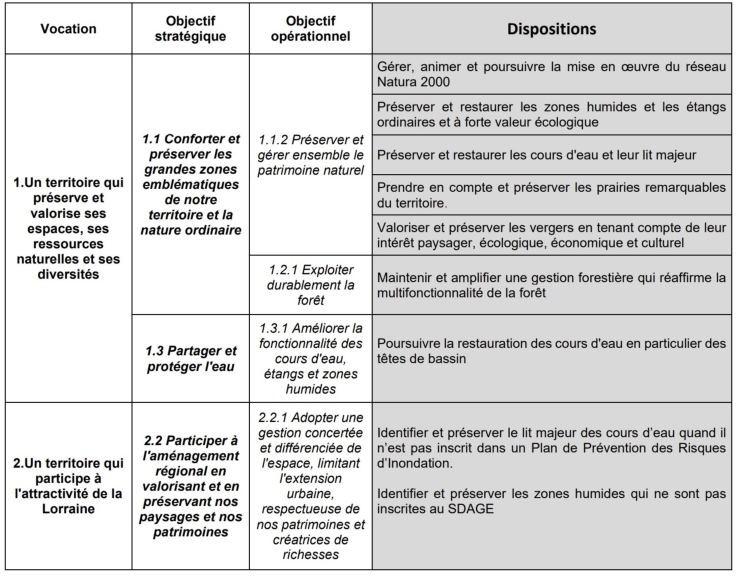 Vocation
Objectif
stratégique
Objectif
opérationnel
Dispositions
1.Un territoire qui
préserve et
valorise ses
espaces, ses
ressources
naturelles et ses
diversités
1.1 Conforter et
préserver les
grandes zones
emblématiques
de notre
territoire et la
nature ordinaire
1.1.2 Préserver et
gérer ensemble le
patrimoine naturel
Gérer, animer et poursuivre la mise en œuvre du réseau
Natura 2000
Préserver et restaurer les zones humides et les étangs
ordinaires et à forte valeur écologique
Préserver et restaurer les cours d'eau et leur lit majeur
Prendre en compte et préserver les prairies remarquables
du territoire.
Valoriser et préserver les vergers en tenant compte de leur
intérêt paysager, écologique, économique et culturel
1.2.1 Exploiter
durablement la
forêt
Maintenir et amplifier une gestion forestière qui réaffirme la
multifonctionnalité de la forêt
1.3 Partager et
protéger l'eau
1.3.1 Améliorer la
fonctionnalité des
cours d'eau,
étangs et zones
humides
Poursuivre la restauration des cours d'eau en particulier des
têtes de bassin
2.Un territoire qui
participe à
l'attractivité de la
Lorraine
2.2 Participer à
l'aménagement
régional en
valorisant et en
préservant nos
paysages et nos
patrimoines
2.2.1 Adopter une
gestion concertée
et différenciée de
l'espace, limitant
l'extension
urbaine,
respectueuse de
nos patrimoines et
créatrices de
richesses
Identifier et préserver le lit majeur des cours d’eau quand il
n’est pas inscrit dans un Plan de Prévention des Risques
d’Inondation.
Identifier et préserver les zones humides qui ne sont pas
inscrites au SDAGE